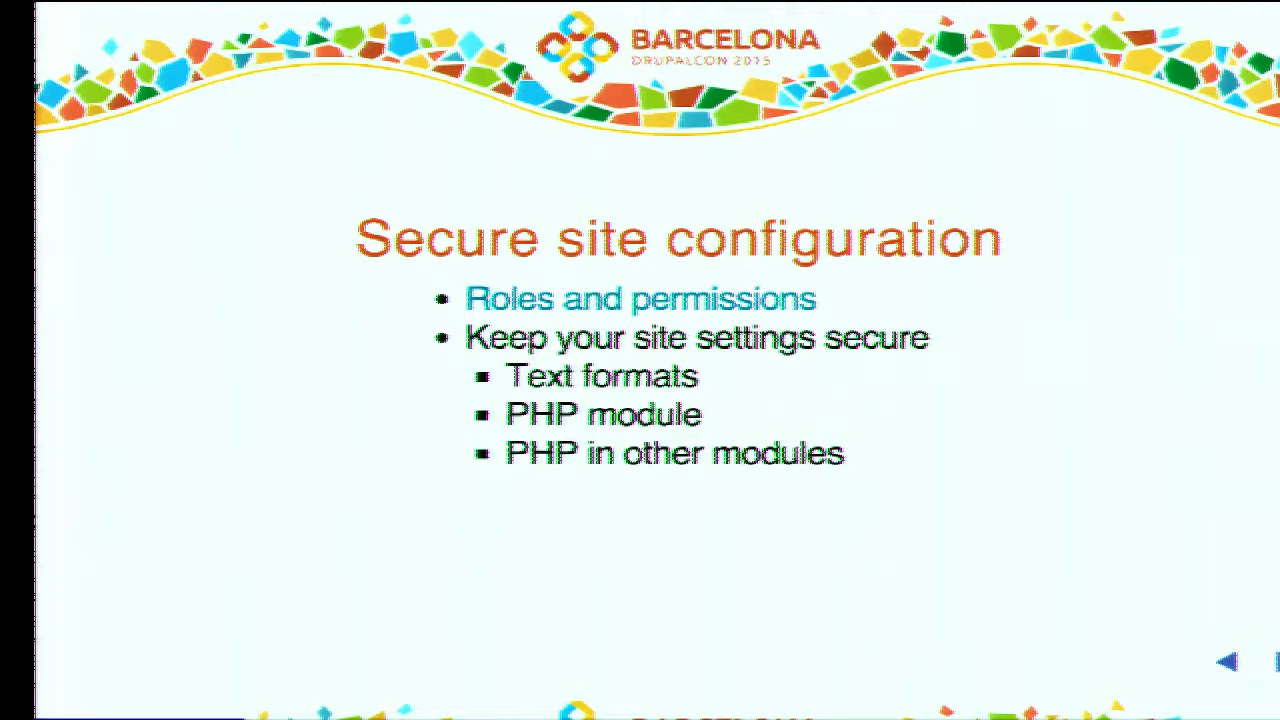 BARCELONA
DRUPALCON 2015
Secure site configuration
Roles and permissions
Keep your site settings secure
Text formats
PHP module
PHP in other modules